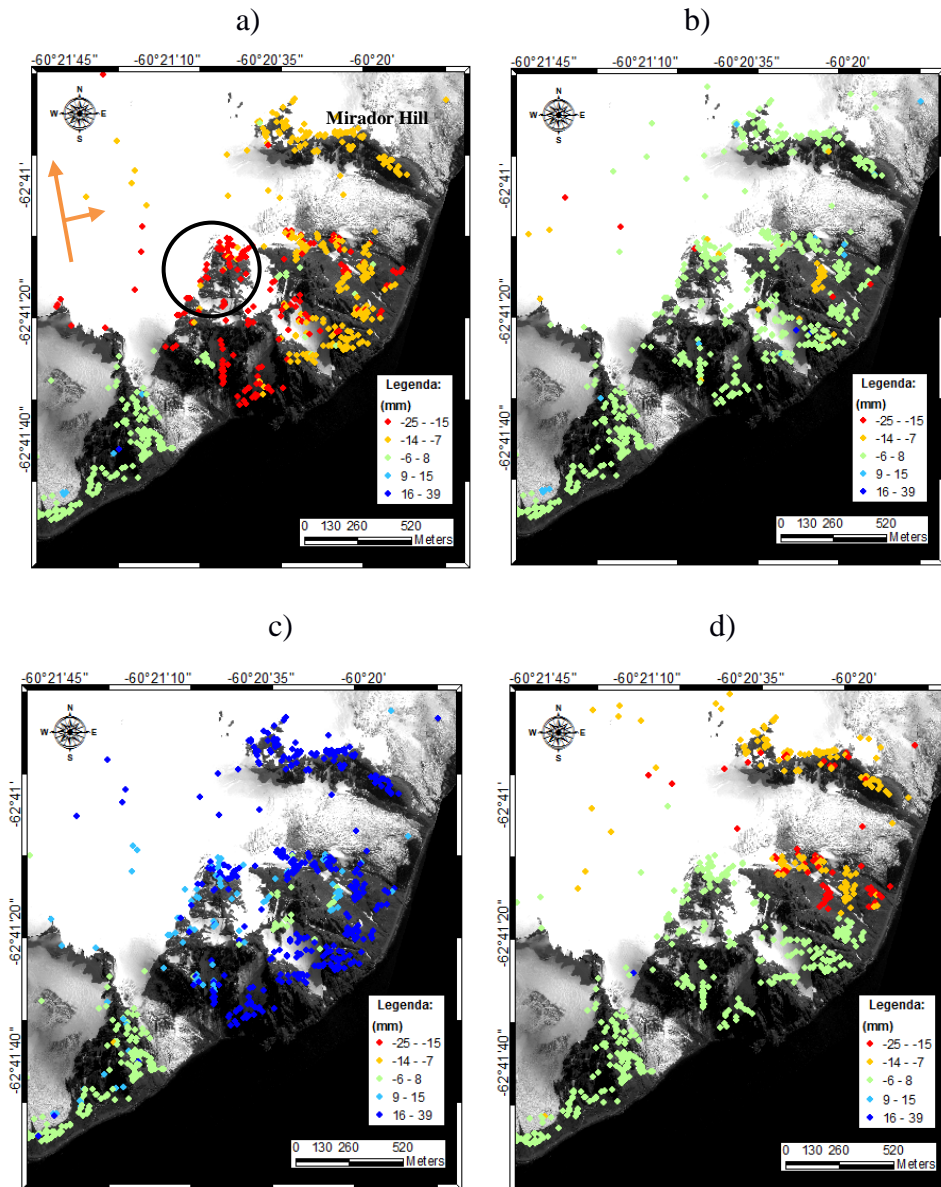 a)
-60°21'45" -60°21'10" -60°20'35" -60°20"
N
W E
S
Mirador Hill
-62°41'
-62°41'20"
-62°41'40"
Legenda:
(mm)
-25 - -15
-14 - -7
-6 - 8
9 - 15
16 - 39
0 130 260 520
Meters
b)
-60°21'45" -60°21'10" -60°20'35" -60°20"
N
W E
S
-62°41'
-62°41'20"
-62°41'40"
Legenda:
(mm)
-25 - -15
-14 - -7
-6 - 8
9 - 15
16 - 39
0 130 260 520
Meters
c)
-60°21'45" -60°21'10" -60°20'35" -60°20"
N
W E
S
-62°41'
-62°41'20"
-62°41'40"
Legenda:
(mm)
-25 - -15
-14 - -7
-6 - 8
9 - 15
16 - 39
0 130 260 520
Meters
d)
-60°21'45" -60°21'10" -60°20'35" -60°20"
N
W E
S
-62°41'
-62°41'20"
-62°41'40"
Legenda:
(mm)
-25 - -15
-14 - -7
-6 - 8
9 - 15
16 - 39
0 130 260 520
Meters